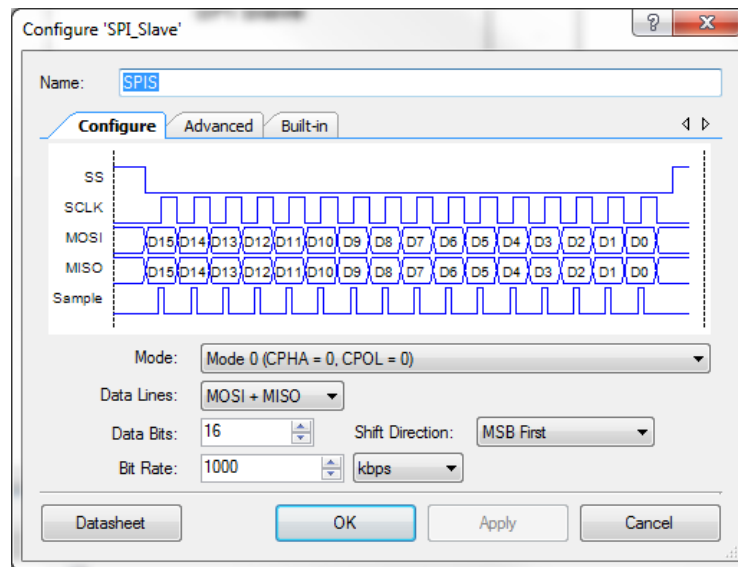 Configure 'SPI_Slave'
Name: SPIS
Configure Advanced Built-in
SS
SCLK
MOSI D15 D14 D13 D12 D11 D10 D9 D8 D7 D6 D5 D4 D3 D2 D1 D0
MISO D15 D14 D13 D12 D11 D10 D9 D8 D7 D6 D5 D4 D3 D2 D1 D0
Sample
Mode: Mode 0 (CPHA = 0, CPOL = 0)
Data Lines: MOSI + MISO
Data Bits: 16 Shift Direction: MSB First
Bit Rate: 1000 kbps
Datasheet OK Apply Cancel